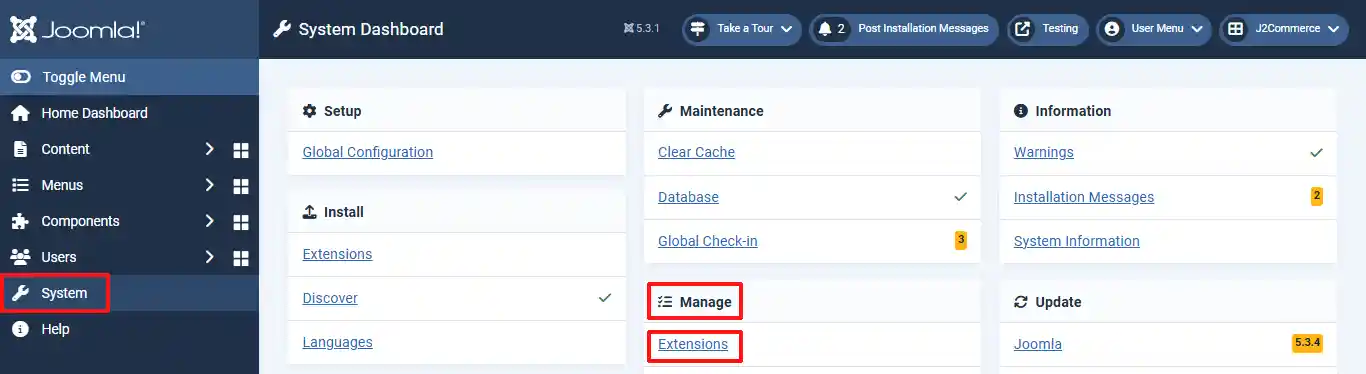 Joomla!
System Dashboard
5.3.1
Take a Tour
2 Post Installation Messages
Testing
User Menu
J2Commerce
Toggle Menu
Home Dashboard
Content
Menus
Components
Users
System
Help
Setup
Global Configuration
Install
Extensions
Discover
Languages
Maintenance
Clear Cache
Database
Global Check-in 3
Manage
Extensions
Information
Warnings
Installation Messages 2
System Information
Update
Joomla 5.3.4